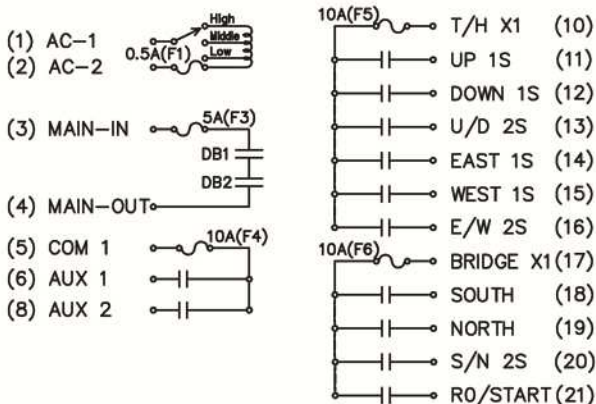 High
Middle
Low
(1) AC-1
0.5A(F1)
(2) AC-2
(3) MAIN-IN
5A(F3)
DB1
DB2
(4) MAIN-OUT
(5) COM 1
10A(F4)
(6) AUX 1
(8) AUX 2
10A(F5)
T/H X1 (10)
UP 1S (11)
DOWN 1S (12)
U/D 2S (13)
EAST 1S (14)
WEST 1S (15)
E/W 2S (16)
10A(F6)
BRIDGE X1(17)
SOUTH (18)
NORTH (19)
S/N 2S (20)
RO/START(21)